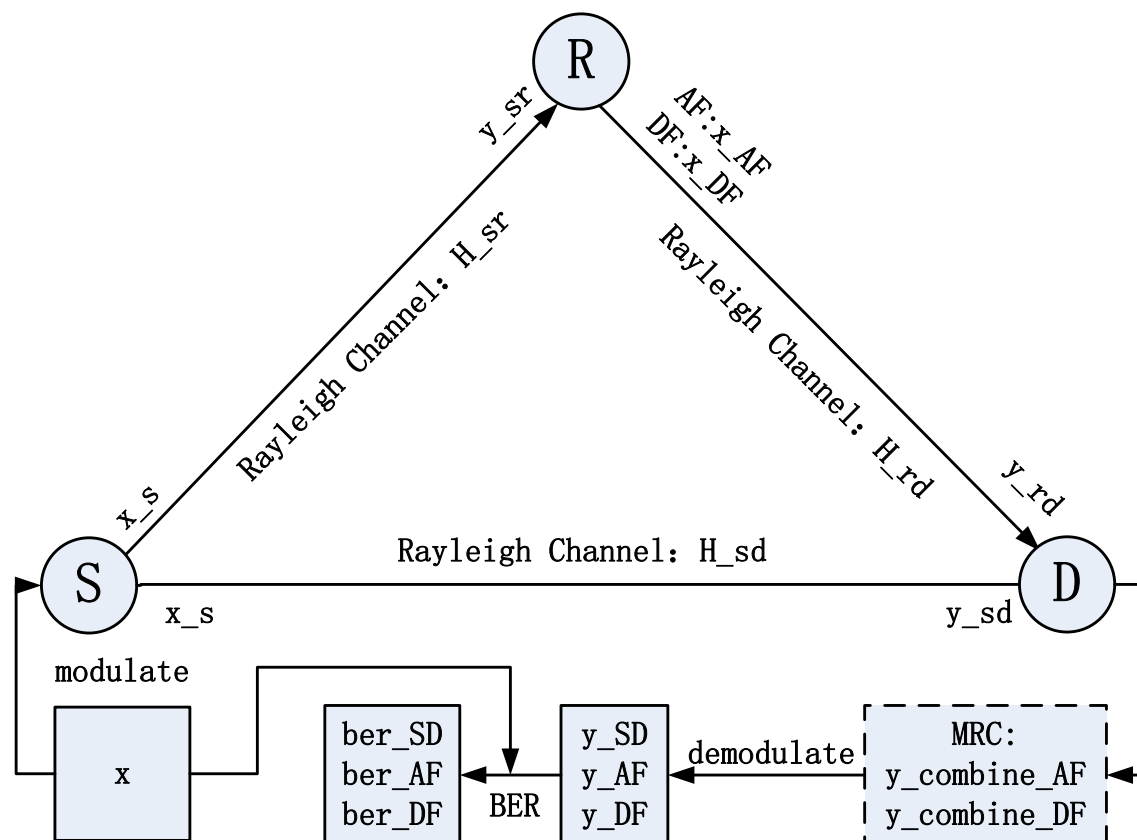 R
y_sr
AF:x_AF
DF:x_DF
Rayleigh Channel: H_sr
Rayleigh Channel: H_rd
x_s
y_rd
Rayleigh Channel: H_sd
S
D
x_s
y_sd
modulate
x
ber_SD
ber_AF
ber_DF
BER
y_SD
y_AF
y_DF
demodulate
MRC:
y_combine_AF
y_combine_DF